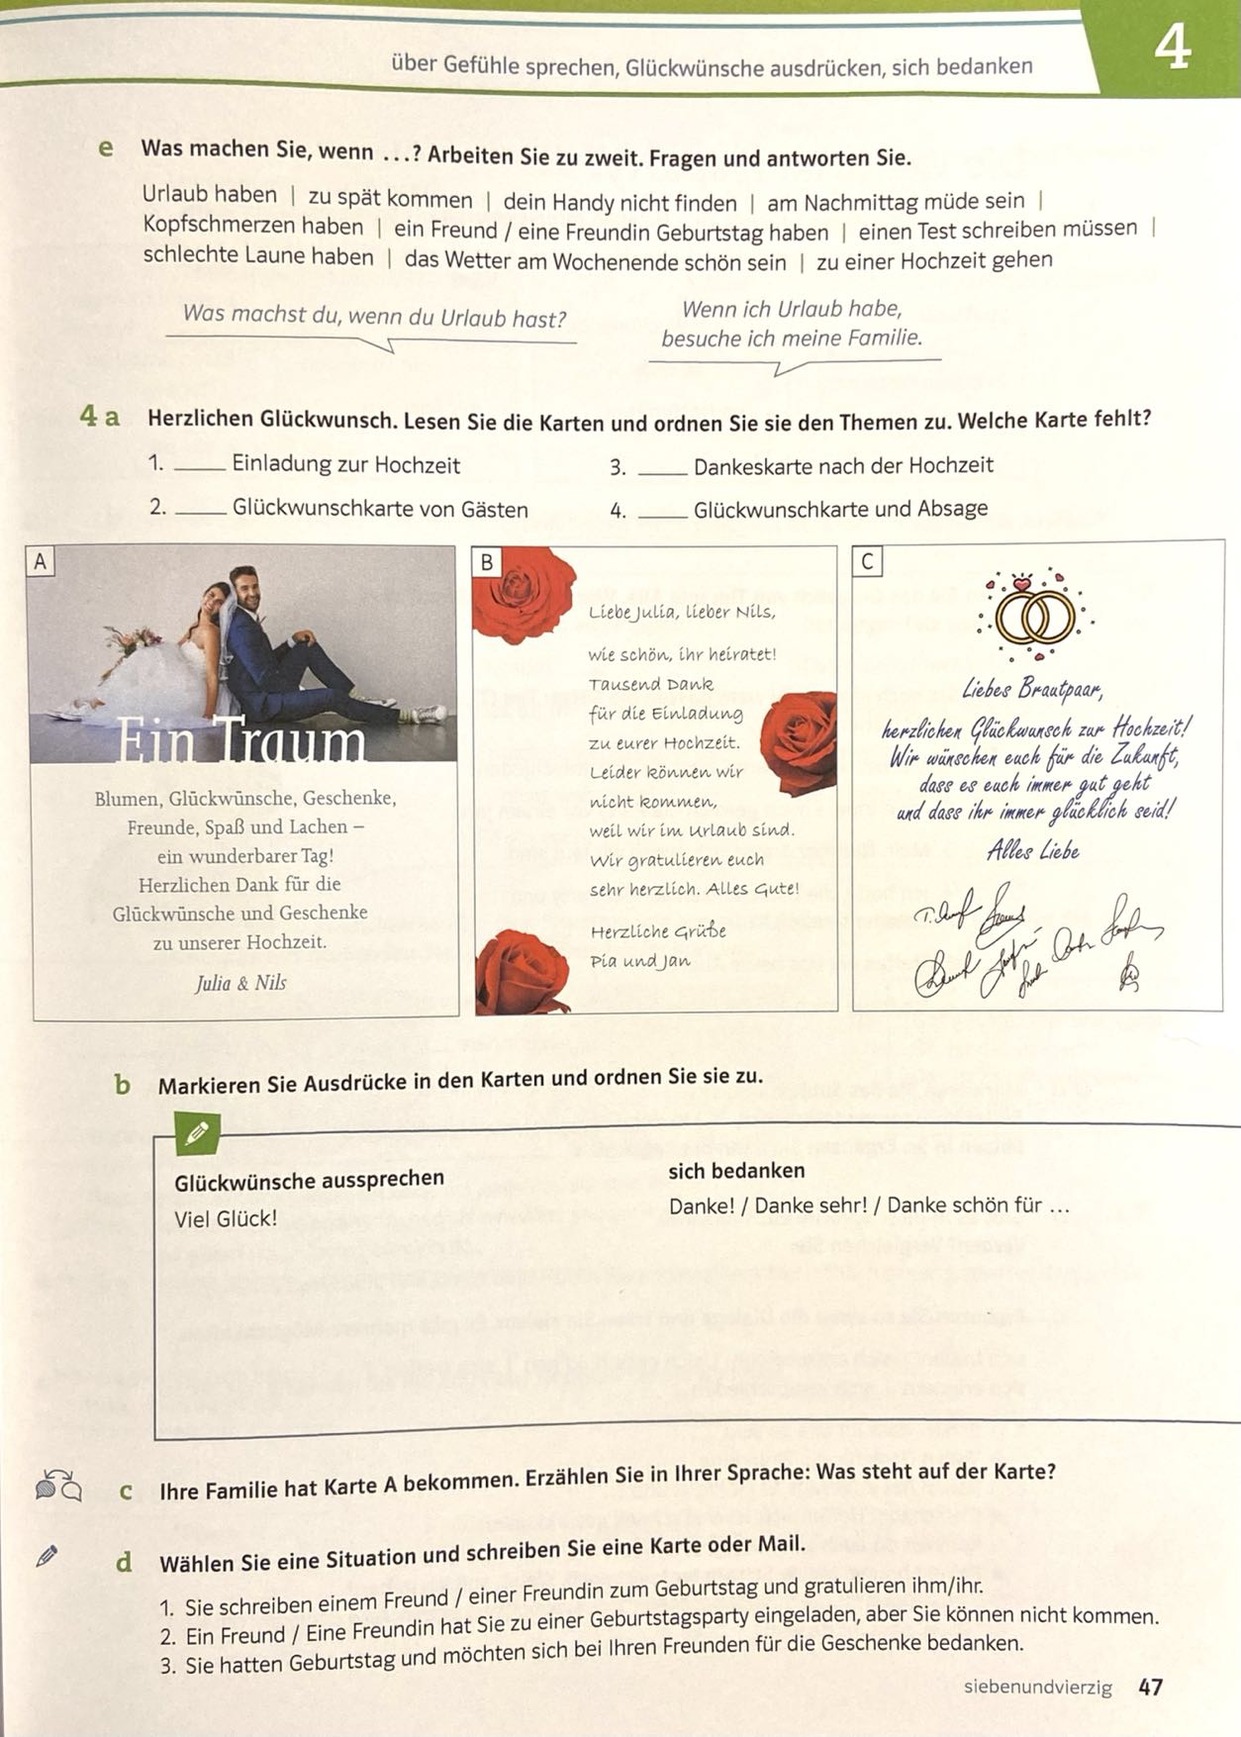 über Gefühle sprechen, Glückwünsche ausdrücken, sich bedanken
4
e Was machen Sie, wenn ...? Arbeiten Sie zu zweit. Fragen und antworten Sie.
Urlaub haben | zu spät kommen | dein Handy nicht finden | am Nachmittag müde sein |
Kopfschmerzen haben | ein Freund / eine Freundin Geburtstag haben | einen Test schreiben müssen |
schlechte Laune haben | das Wetter am Wochenende schön sein | zu einer Hochzeit gehen
Was machst du, wenn du Urlaub hast?
Wenn ich Urlaub habe,
besuche ich meine Familie.
4 a Herzlichen Glückwunsch. Lesen Sie die Karten und ordnen Sie sie den Themen zu. Welche Karte fehlt?
1. ____ Einladung zur Hochzeit
2. ____ Glückwunschkarte von Gästen
3. ____ Dankeskarte nach der Hochzeit
4. ____ Glückwunschkarte und Absage
A
Ein Traum
Blumen, Glückwünsche, Geschenke,
Freunde, Spaß und Lachen –
ein wunderbarer Tag!
Herzlichen Dank für die
Glückwünsche und Geschenke
zu unserer Hochzeit.
Julia & Nils
B
Liebe Julia, lieber Nils,
wie schön, ihr heiratet!
Tausend Dank
für die Einladung
zu eurer Hochzeit.
Leider können wir
nicht kommen,
weil wir im Urlaub sind.
Wir gratulieren euch
sehr herzlich. Alles Gute!
Herzliche Grüße
Pia und Jan
C
Liebes Brautpaar,
herzlichen Glückwunsch zur Hochzeit!
Wir wünschen euch für die Zukunft,
dass es euch immer gut geht
und dass ihr immer glücklich seid!
Alles Liebe
b Markieren Sie Ausdrücke in den Karten und ordnen Sie sie zu.
Glückwünsche aussprechen
Viel Glück!
sich bedanken
Danke! / Danke sehr! / Danke schön für ...
c Ihre Familie hat Karte A bekommen. Erzählen Sie in Ihrer Sprache: Was steht auf der Karte?
d Wählen Sie eine Situation und schreiben Sie eine Karte oder Mail.
1. Sie schreiben einem Freund / einer Freundin zum Geburtstag und gratulieren ihm/ihr.
2. Ein Freund / Eine Freundin hat Sie zu einer Geburtstagsparty eingeladen, aber Sie können nicht kommen.
3. Sie hatten Geburtstag und möchten sich bei Ihren Freunden für die Geschenke bedanken.
siebenundvierzig 47